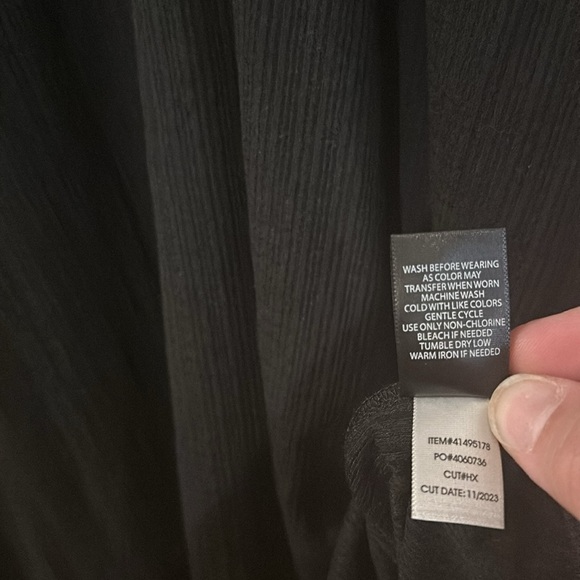 WASH BEFORE WEARING
AS COLOR MAY
TRANSFER WHEN WORN
MACHINE WASH
COLD WITH LIKE COLORS
GENTLE CYCLE
USE ONLY NON-CHLORINE
BLEACH IF NEEDED
TUMBLE DRY LOW
WARM IRON IF NEEDED
ITEM#41495178
PO#4060736
CUT#HX
CUT DATE: 11/2023